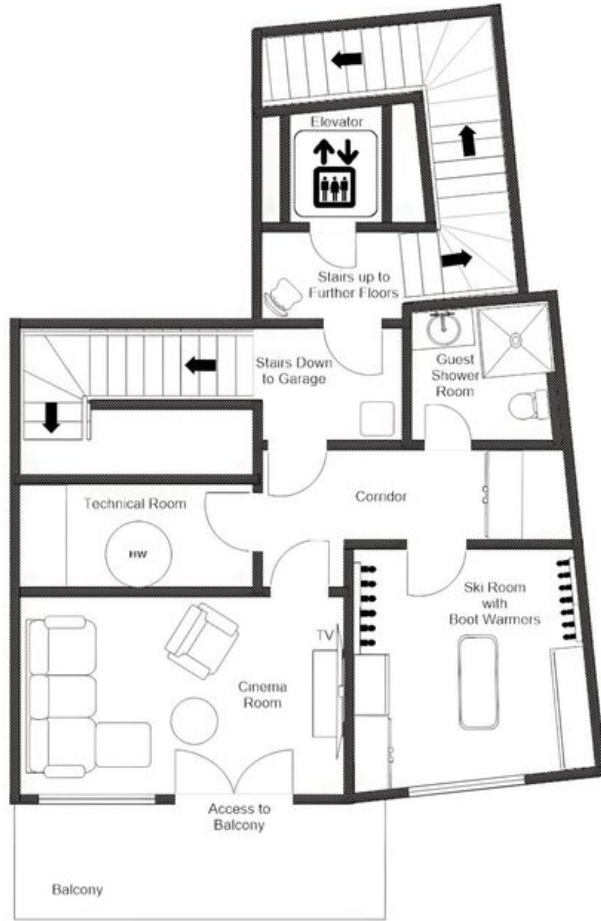 Elevator
Stairs up to
Further Floors
Stairs Down
to Garage
Guest
Shower
Room
Technical Room
Corridor
HW
Ski Room
with
Boot Warmers
TV
Cinema
Room
Access to
Balcony
Balcony